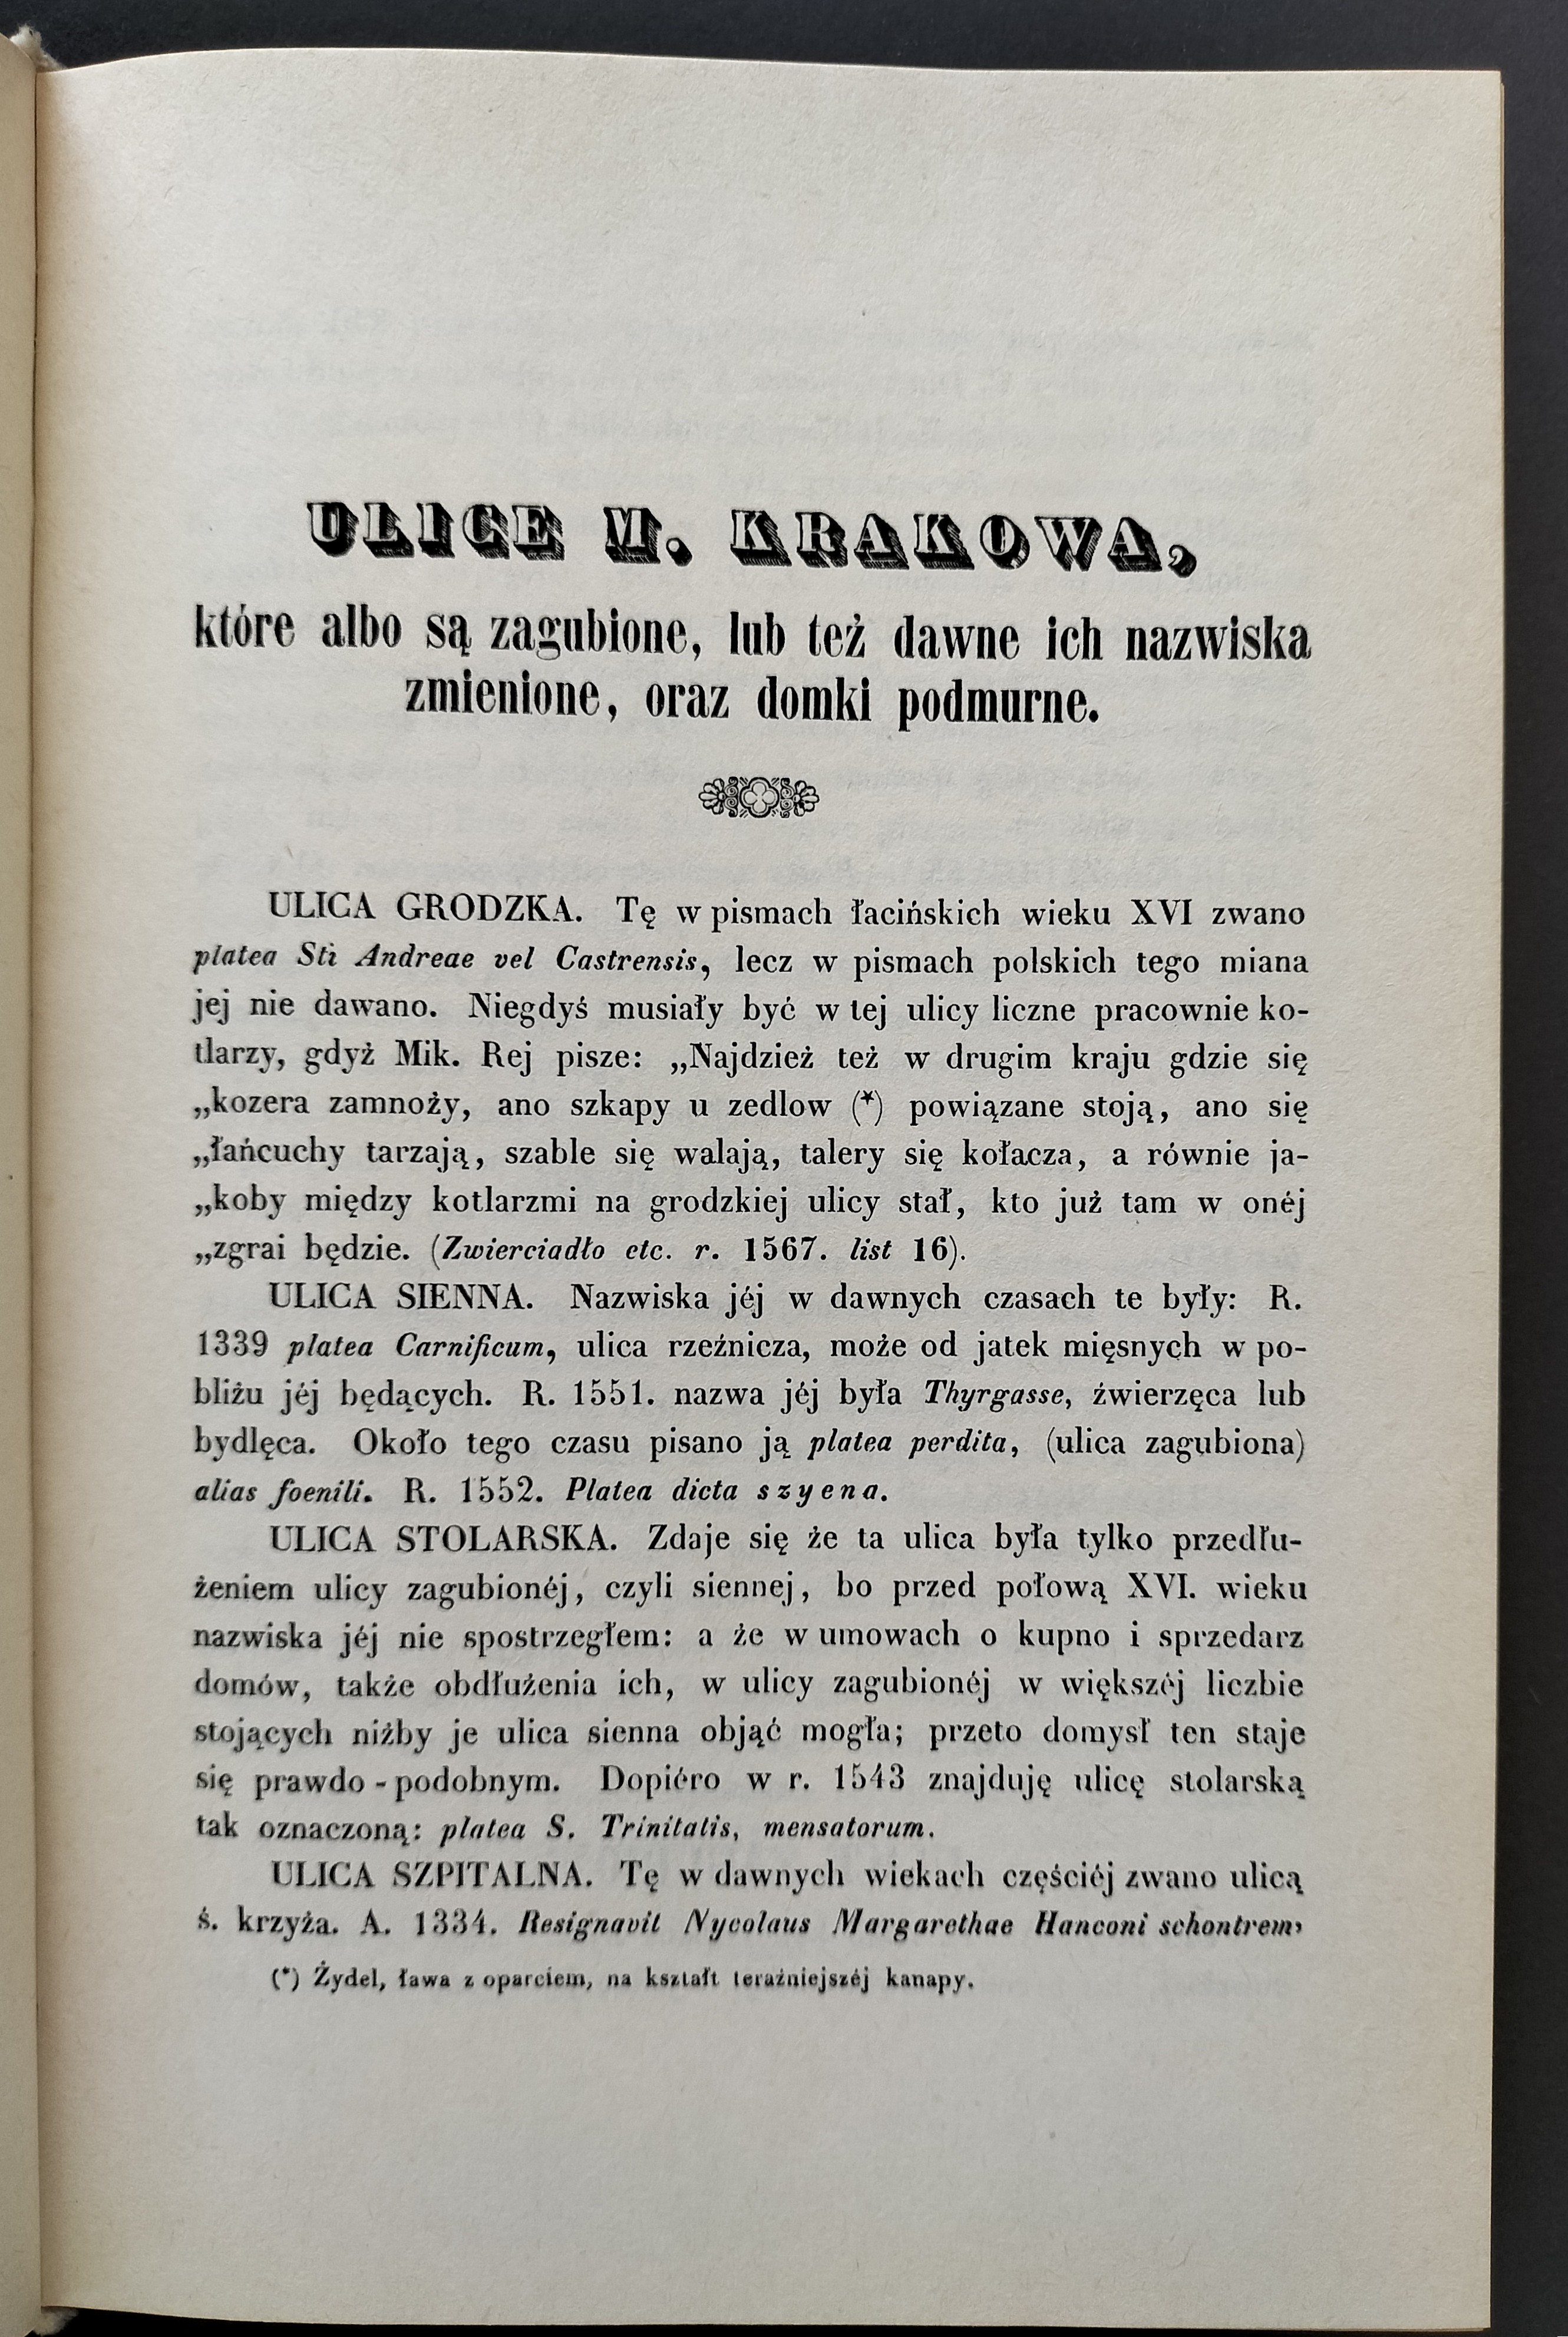 ULICE M. KRAKOWA,
które albo są zagubione, lub też dawne ich nazwiska
zmienione, oraz domki podmurne.
ULICA GRODZKA. Tę w pismach łacińskich wieku XVI zwano
platea Sti Andreae vel Castrensis, lecz w pismach polskich tego miana
jej nie dawano. Niegdyś musiały być w tej ulicy liczne pracownie ko-
tlarzy, gdyż Mik. Rej pisze: „Najdzież też w drugim kraju gdzie się
„kozera zamnoży, ano szkapy u zedlow (*) powiązane stoją, ano się
„łańcuchy tarzają, szable się walają, talery się kołacza, a równie ja-
„koby między kotlarzmi na grodzkiej ulicy stał, kto już tam w onéj
„zgrai będzie. (Zwierciadło etc. r. 1567. list 16).
ULICA SIENNA. Nazwiska jéj w dawnych czasach te były: R.
1339 platea Carnificum, ulica rzeźnicza, może od jatek mięsnych w po-
bliżu jéj będących. R. 1551. nazwa jéj była Thyrgasse, źwierzęca lub
bydlęca. Około tego czasu pisano ją platea perdita, (ulica zagubiona)
alias foenili. R. 1552. Platea dicta szyena.
ULICA STOLARSKA. Zdaje się że ta ulica była tylko przedłu-
żeniem ulicy zagubionéj, czyli siennej, bo przed połową XVI. wieku
nazwiska jéj nie spostrzegłem: a że w umowach o kupno i sprzedarz
domów, także obdłużenia ich, w ulicy zagubionéj w większéj liczbie
stojących niżby je ulica sienna objąć mogła; przeto domysł ten staje
się prawdo-podobnym. Dopiéro w r. 1543 znajduję ulicę stolarską
tak oznaczoną: platea S. Trinitatis, mensatorum.
ULICA SZPITALNA. Tę w dawnych wiekach częściéj zwano ulicą
ś. krzyża. A. 1334. Resignavit Nycolaus Margarethae Hanconi schontrem,
(*) Żydel, ława z oparciem, na kształt teraźniejszéj kanapy.